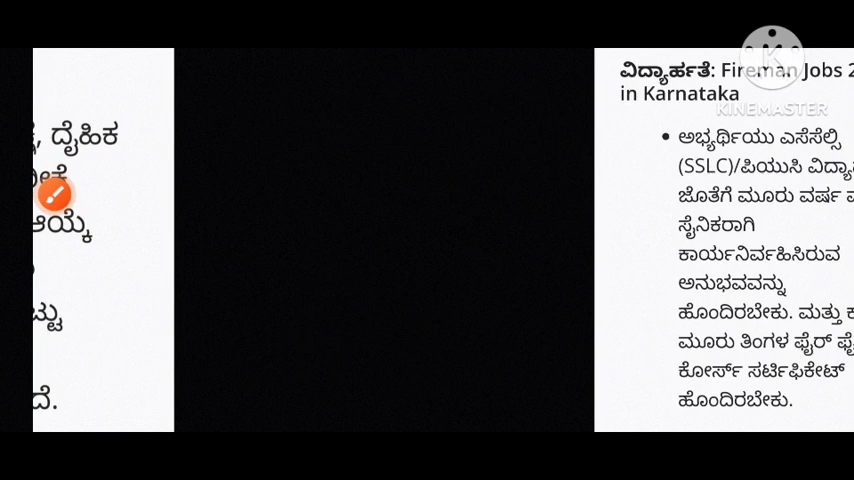 ದೈಹಿಕ
ಆಯ್ಕೆ
ವಿದ್ಯಾರ್ಹತೆ: Fireman Jobs 2
in Karnataka
KINEMASTER
• ಅಭ್ಯರ್ಥಿಯು ಎಸೆಸೆಲ್ಸಿ
(SSLC)/ಪಿಯುಸಿ
ಜೊತೆಗೆ ಮೂರು ವರ್ಷ
ಸೈನಿಕರಾಗಿ
ಕಾರ್ಯನಿರ್ವಹಿಸಿರುವ
ಅನುಭವವನ್ನು
ಹೊಂದಿರಬೇಕು. ಮತ್ತು
ಮೂರು ತಿಂಗಳ ಫೈರ್
ಕೋರ್ಸ್ ಸರ್ಟಿಫಿಕೇಟ್
ಹೊಂದಿರಬೇಕು.